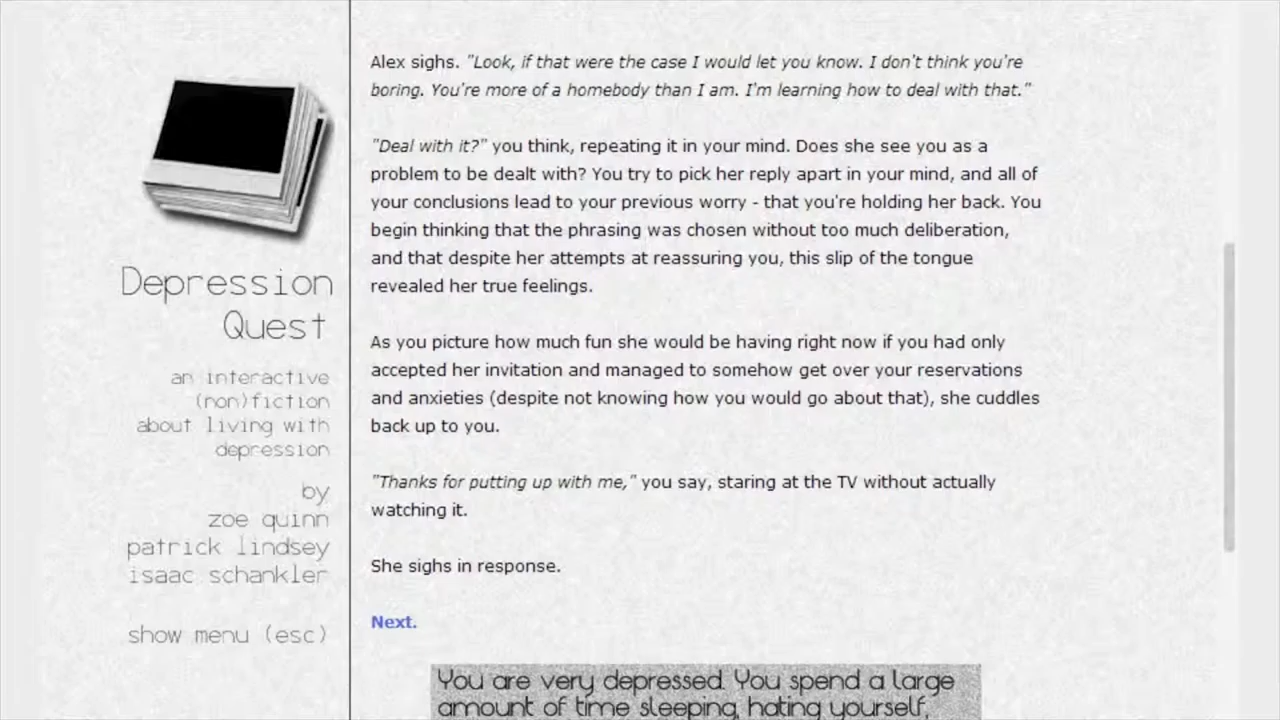 Depression
Quest
an interactive
(non)fiction
about living with
depression
by
zoe quinn
patrick lindsey
isaac schankler
show menu (esc)
Alex sighs. "Look, if that were the case I would let you know. I don't think you're
boring. You're more of a homebody than I am. I'm learning how to deal with that."
"Deal with it?" you think, repeating it in your mind. Does she see you as a
problem to be dealt with? You try to pick her reply apart in your mind, and all of
your conclusions lead to your previous worry - that you're holding her back. You
begin thinking that the phrasing was chosen without too much deliberation,
and that despite her attempts at reassuring you, this slip of the tongue
revealed her true feelings.
As you picture how much fun she would be having right now if you had only
accepted her invitation and managed to somehow get over your reservations
and anxieties (despite not knowing how you would go about that), she cuddles
back up to you.
"Thanks for putting up with me," you say, staring at the TV without actually
watching it.
She sighs in response.
Next.
You are very depressed. You spend a large
amount of time sleeping, hating yourself,